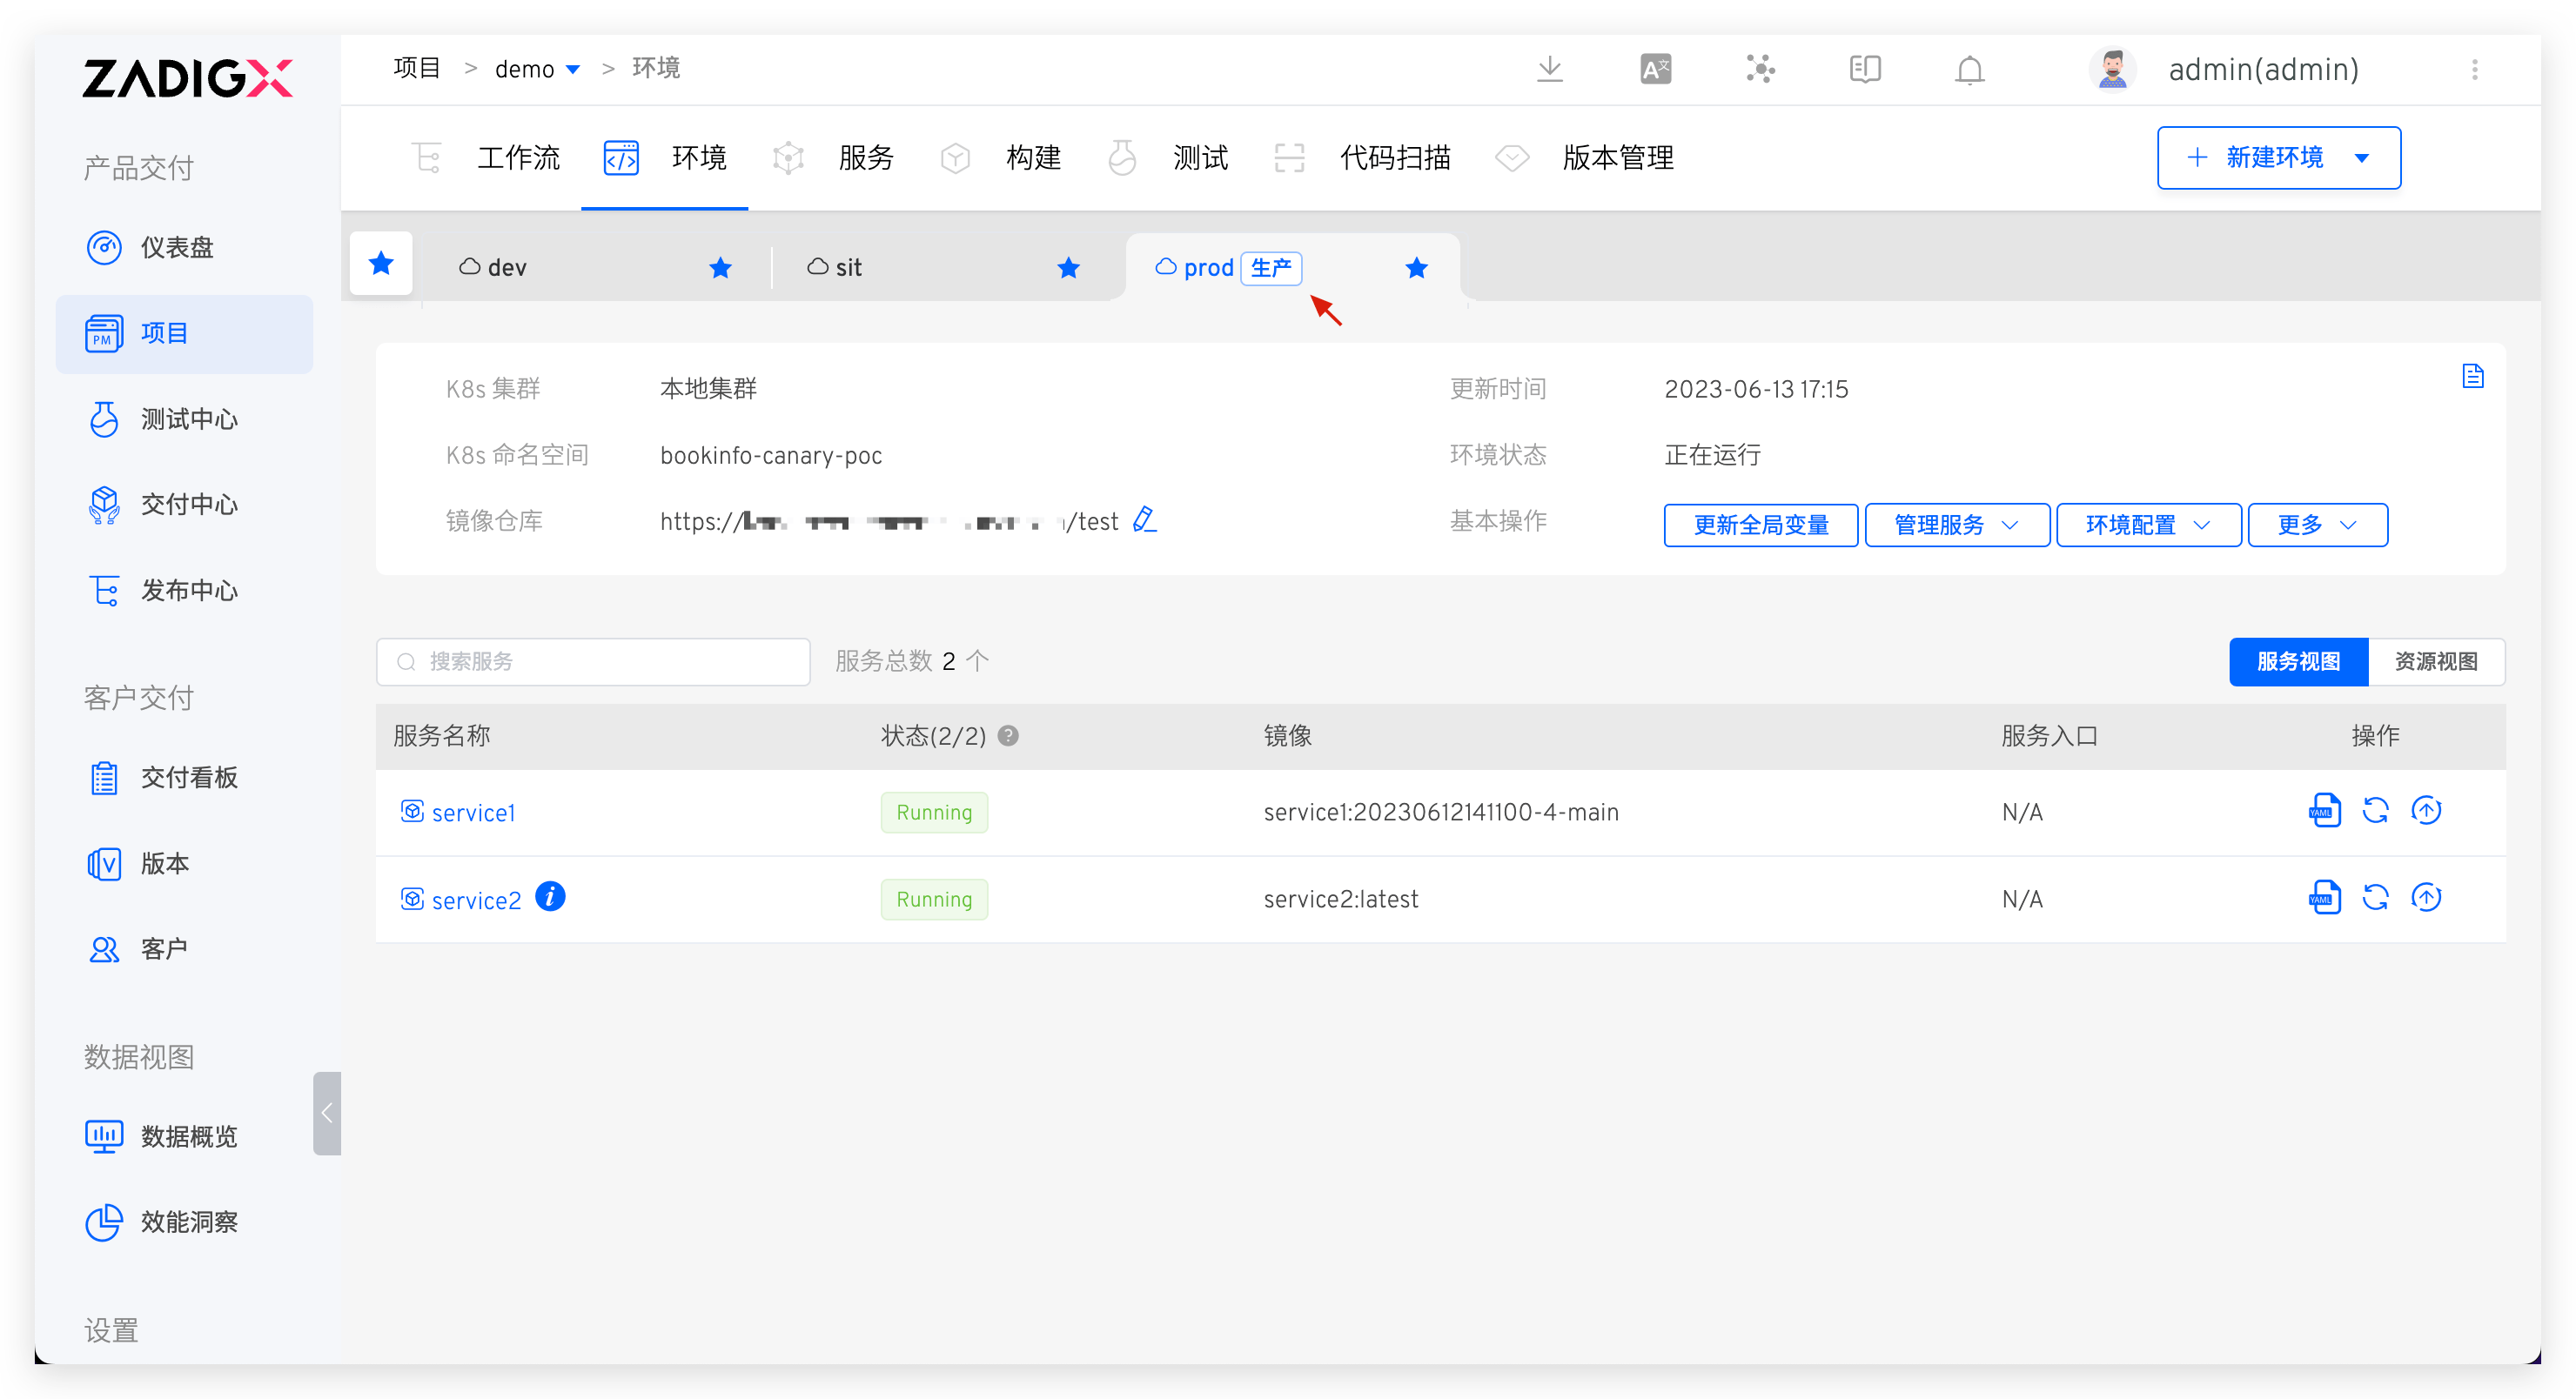 ZADIGX
产品交付
仪表盘
PM
项目
测试中心
交付中心
发布中心
客户交付
交付看板
版本
客户
数据视图
数据概览
效能洞察
设置
项目 > demo > 环境
admin(admin)
工作流 环境 服务 构建 测试 代码扫描 版本管理
+ 新建环境
dev sit prod 生产
K8s 集群 本地集群 更新时间 2023-06-13 17:15
K8s 命名空间 bookinfo-canary-poc 环境状态 正在运行
镜像仓库 https:// /test 基本操作 更新全局变量 管理服务 环境配置 更多
搜索服务 服务总数 2 个 服务视图 资源视图
服务名称 状态(2/2) ? 镜像 服务入口 操作
service1 Running service1:20230612141100-4-main N/A YAML
service2 i Running service2:latest N/A YAML